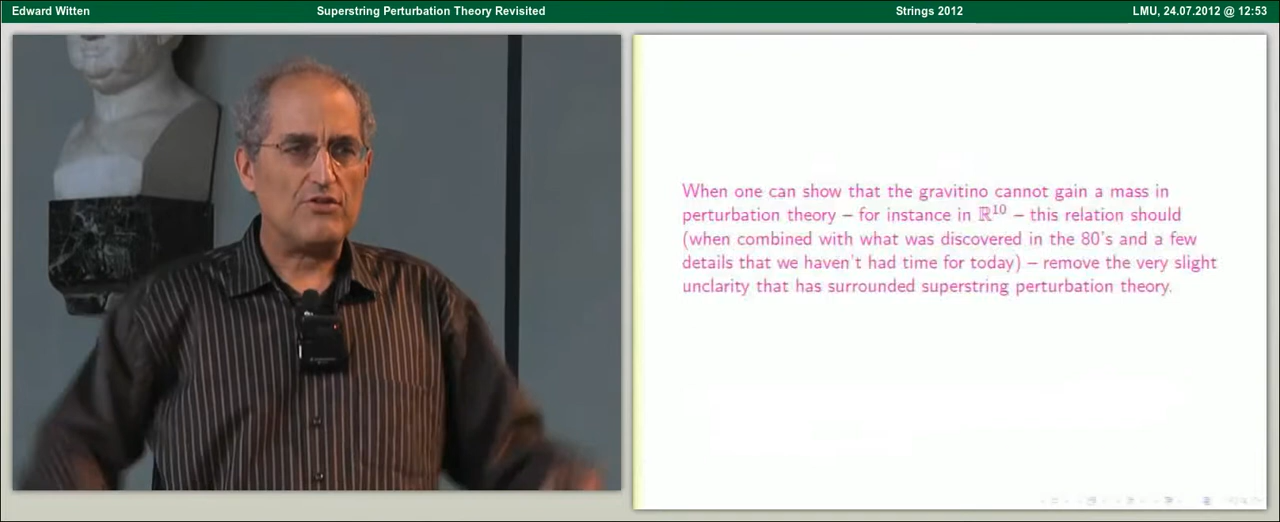 Edward Witten
Superstring Perturbation Theory Revisited
Strings 2012
LMU, 24.07.2012 @ 12:53
When one can show that the gravitino cannot gain a mass in
perturbation theory – for instance in ℝ¹⁰ – this relation should
(when combined with what was discovered in the 80's and a few
details that we haven't had time for today) – remove the very slight
unclarity that has surrounded superstring perturbation theory.